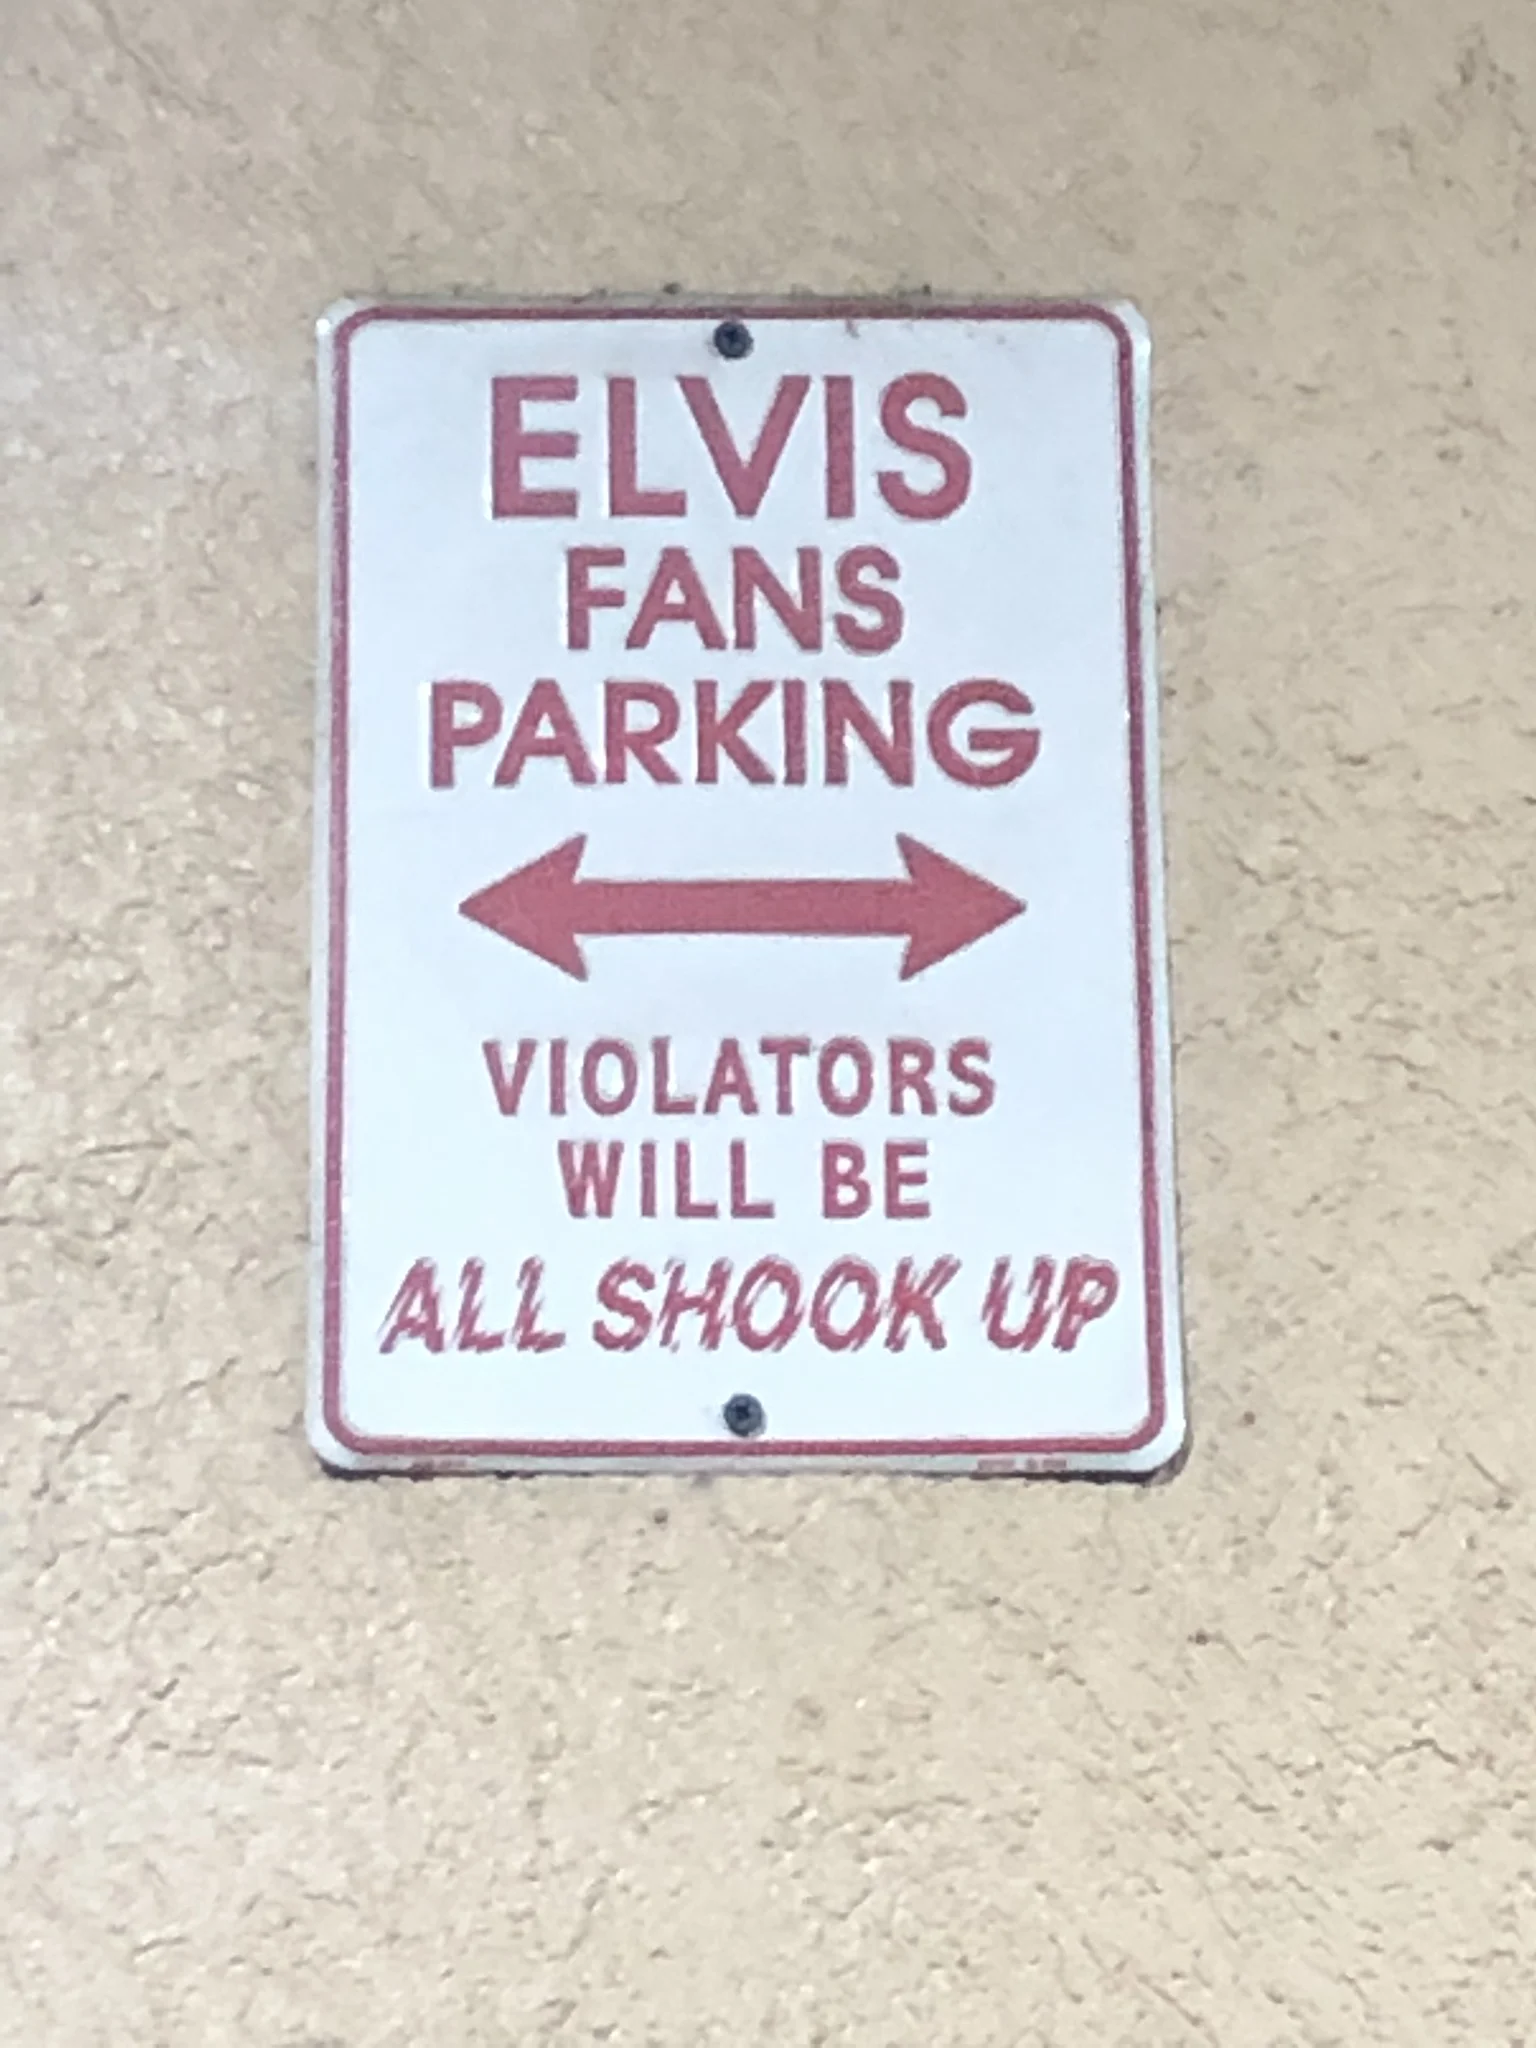 ELVIS
FANS
PARKING
VIOLATORS
WILL BE
ALL SHOOK UP